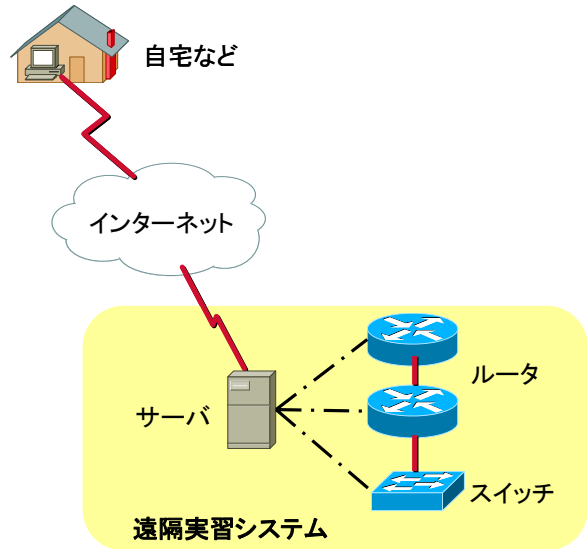 自宅など
インターネット
ルータ
サーバ
スイッチ
遠隔実習システム